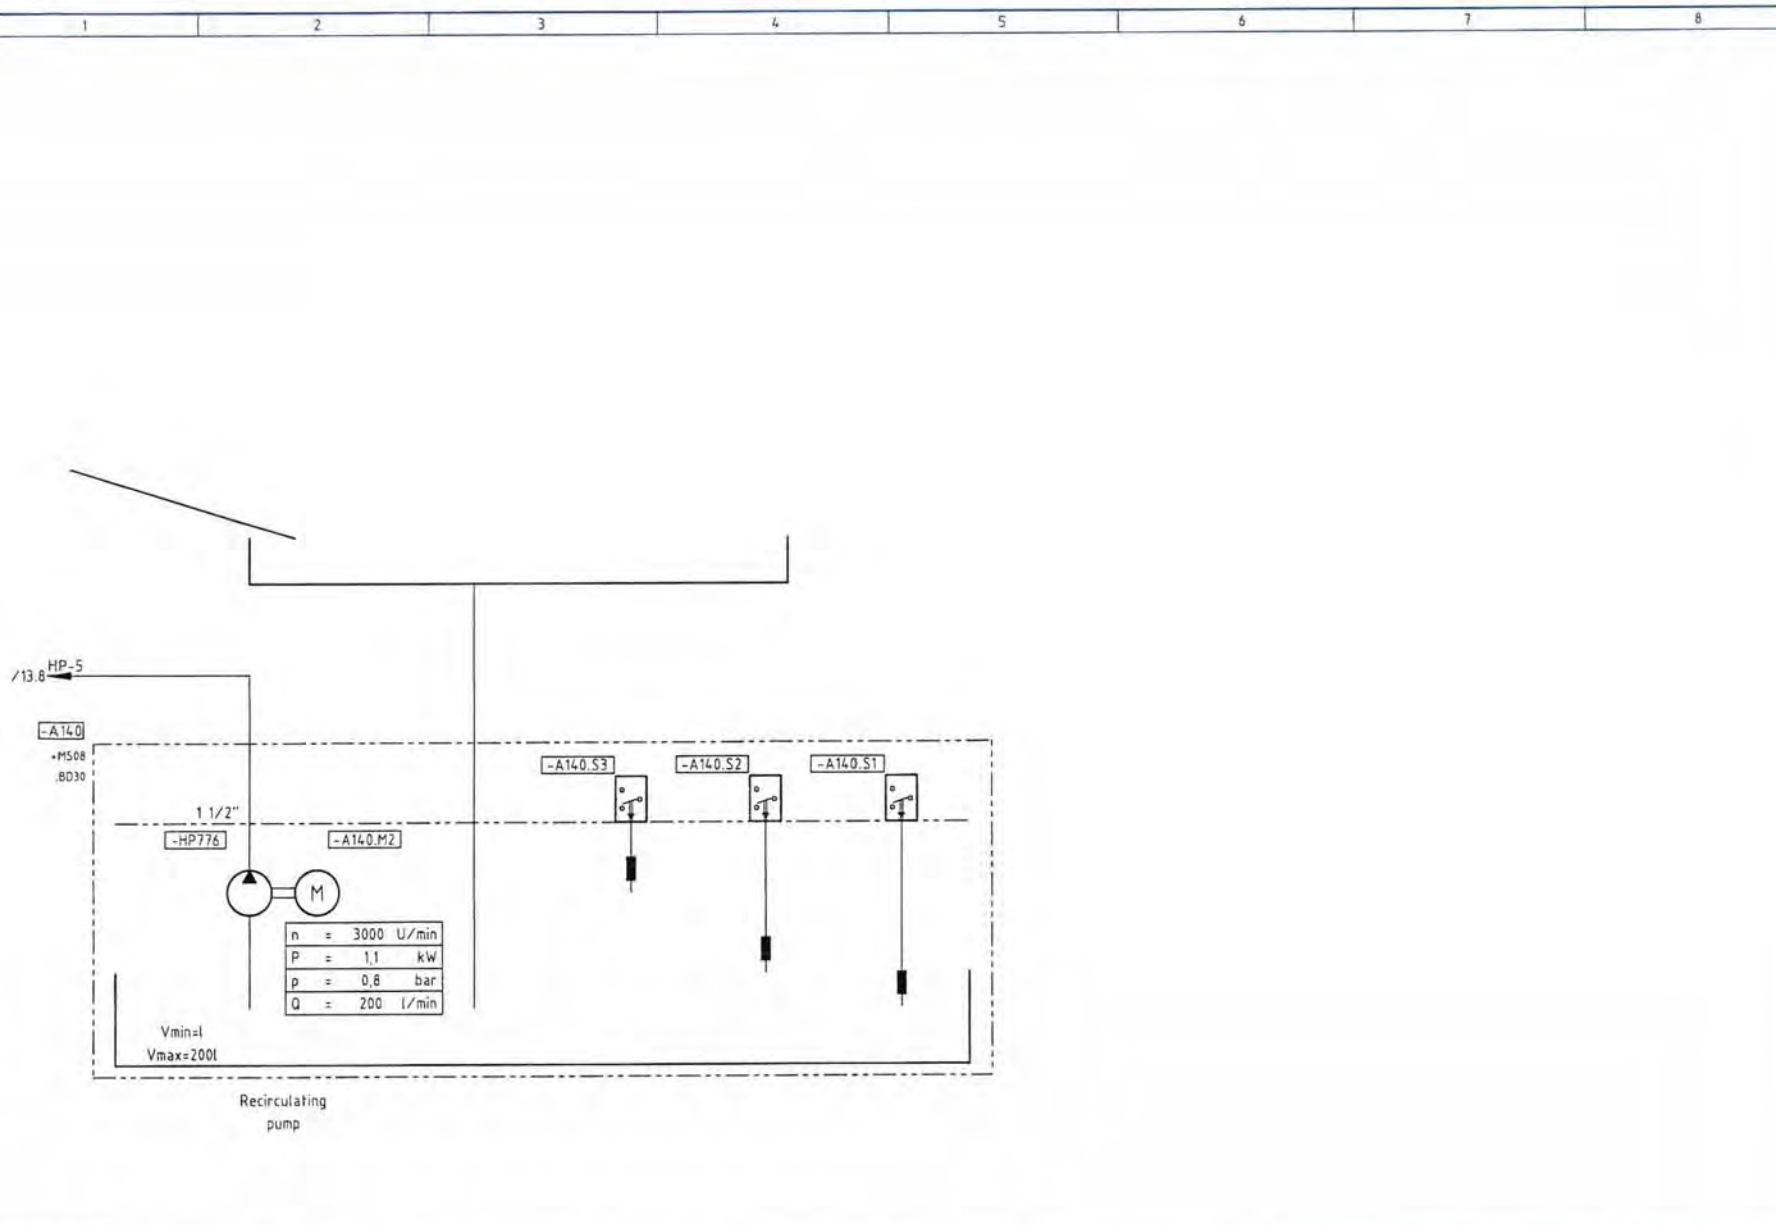 1 2 3 4 5 6 7 8
HP-5
/13.8
-A140
+MS08
.BD30
-A140.S3 -A140.S2 -A140.S1
1 1/2"
-HP776 -A140.M2
M
n = 3000 U/min
P = 1,1 kW
p = 0,8 bar
Q = 200 l/min
Vmin=l
Vmax=200l
Recirculating
pump